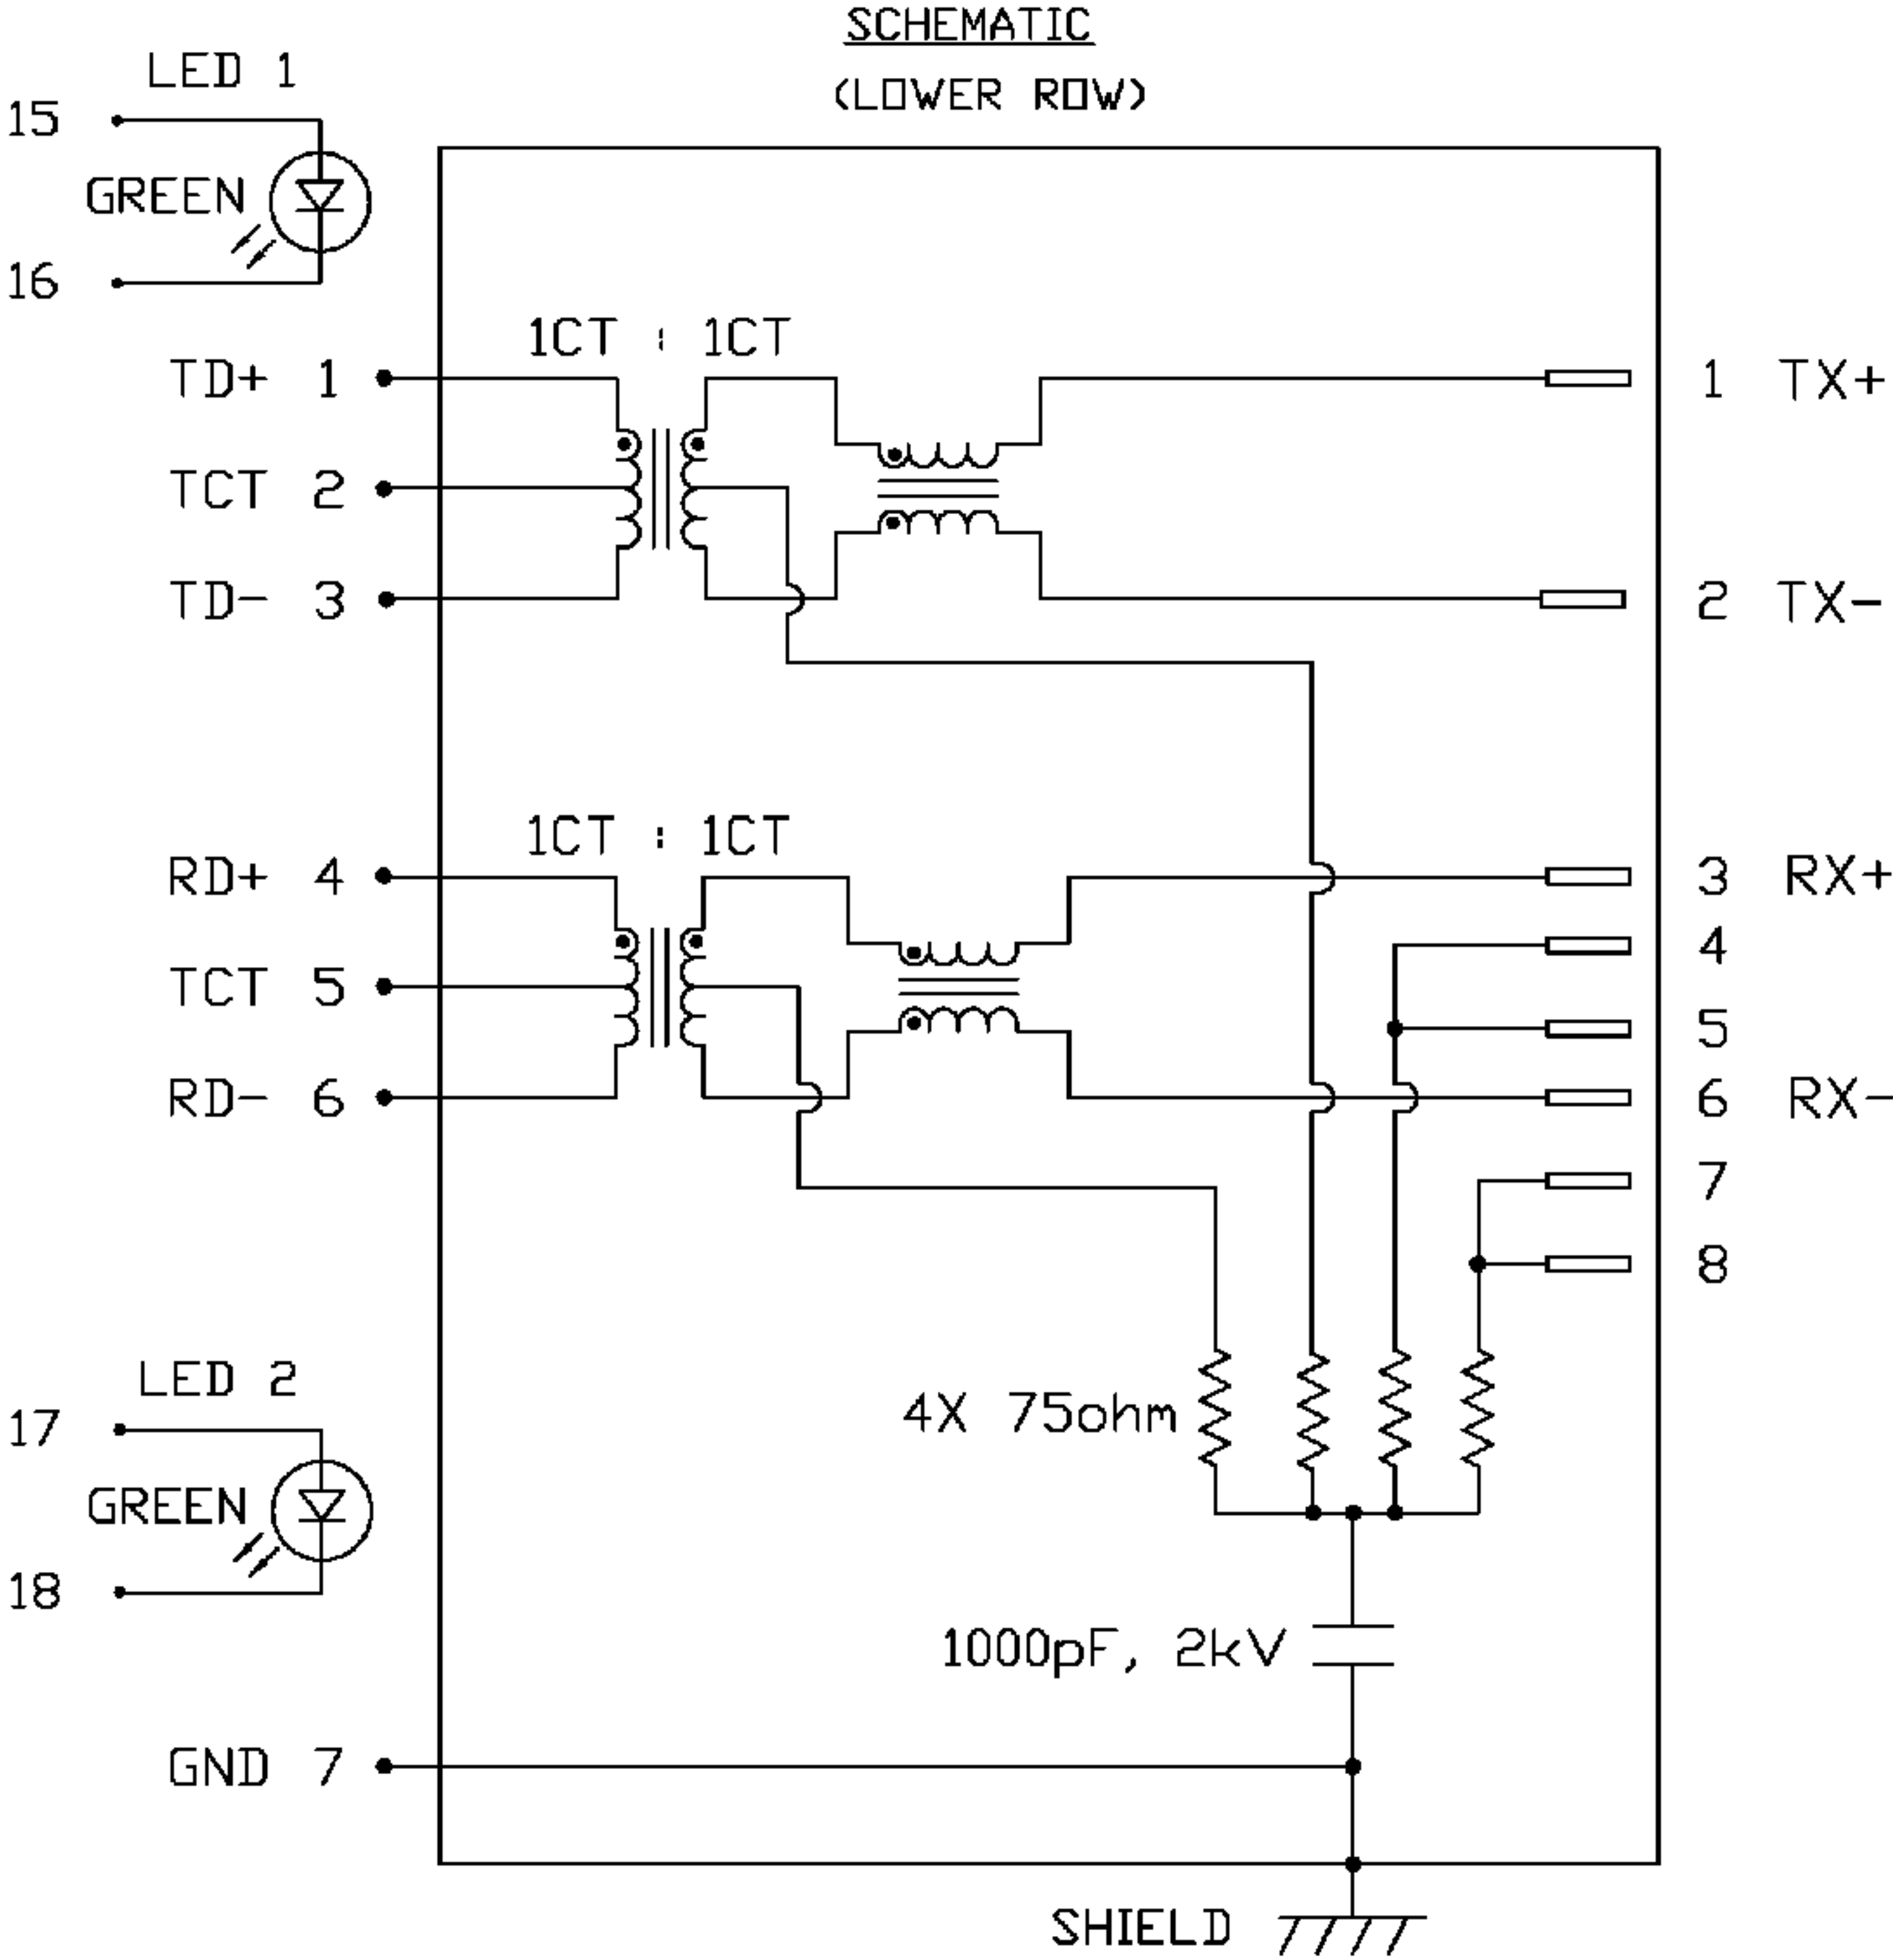 SCHEMATIC
(LOWER ROW)
LED 1
15
GREEN
16
1CT : 1CT
TD+ 1
1 TX+
TCT 2
TD- 3
2 TX-
1CT : 1CT
RD+ 4
3 RX+
4
TCT 5
5
RD- 6
6 RX-
7
8
LED 2
17
4X 75ohm
GREEN
18
1000pF, 2kV
GND 7
SHIELD